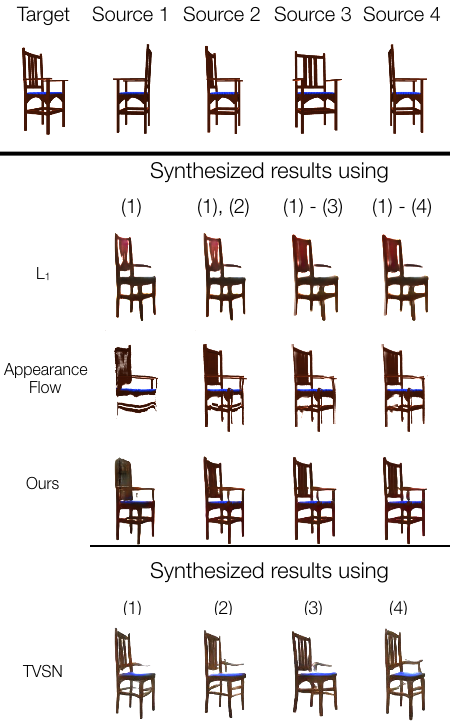 Target Source 1 Source 2 Source 3 Source 4
Synthesized results using
(1) (1), (2) (1) - (3) (1) - (4)
L₁
Appearance
Flow
Ours
Synthesized results using
(1) (2) (3) (4)
TVSN